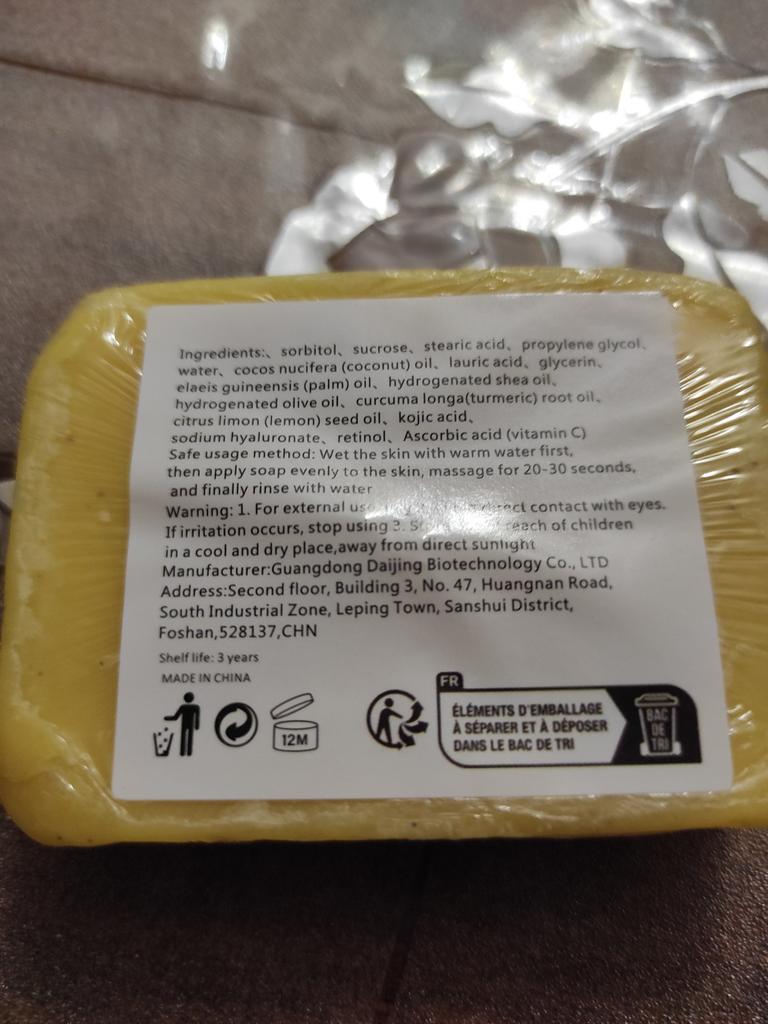 Ingredients:、sorbitol、sucrose、stearic acid、propylene glycol、
water、cocos nucifera (coconut) oil、lauric acid、glycerin、
elaeis guineensis (palm) oil、hydrogenated shea oil、
hydrogenated olive oil、curcuma longa(turmeric) root oil、
citrus limon (lemon) seed oil、kojic acid、
sodium hyaluronate、retinol、Ascorbic acid (vitamin C)
Safe usage method: Wet the skin with warm water first,
then apply soap evenly to the skin, massage for 20-30 seconds,
and finally rinse with water
Warning: 1. For external contact with eyes.
If irritation occurs, stop using 3. reach of children
in a cool and dry place,away from direct sunlight
Manufacturer:Guangdong Daijing Biotechnology Co., LTD
Address:Second floor, Building 3, No. 47, Huangnan Road,
South Industrial Zone, Leping Town, Sanshui District,
Foshan,528137,CHN
Shelf life: 3 years
MADE IN CHINA
12M
FR
ÉLÉMENTS D'EMBALLAGE
À SÉPARER ET À DÉPOSER
DANS LE BAC DE TRI
BAC
DE
TRI